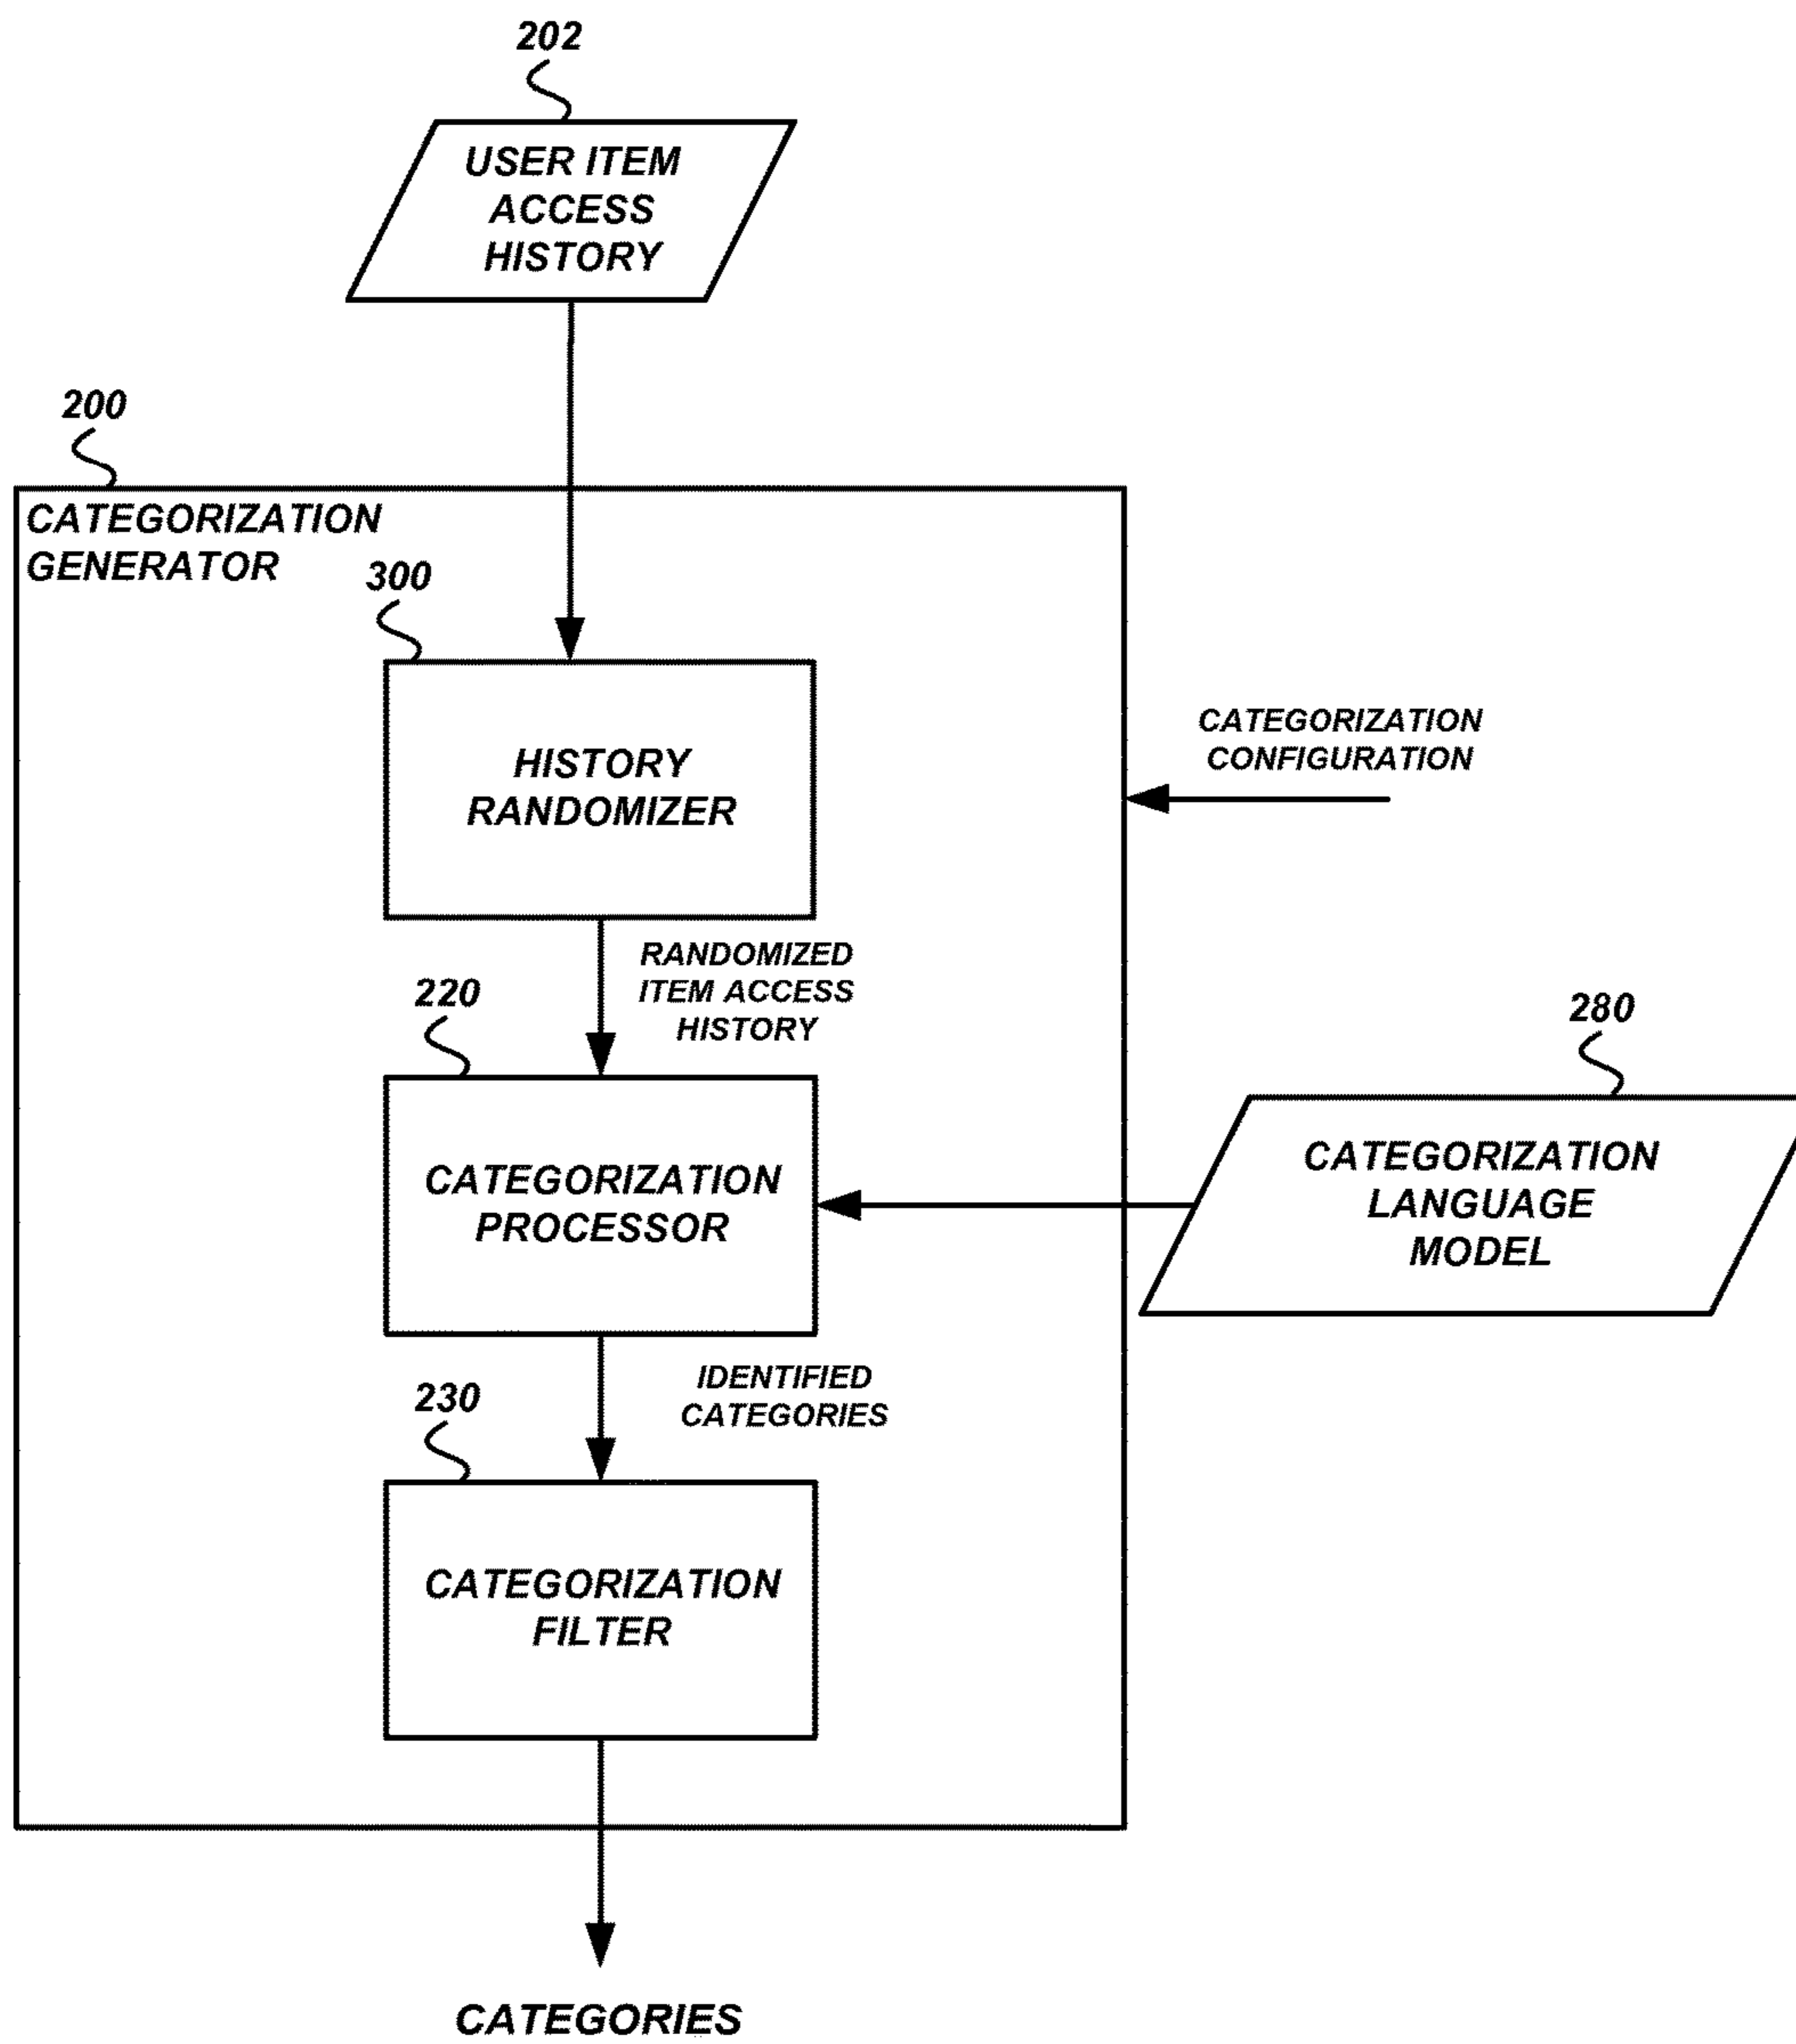 202
USER ITEM
ACCESS
HISTORY
200
CATEGORIZATION
GENERATOR
300
HISTORY
RANDOMIZER
CATEGORIZATION
CONFIGURATION
RANDOMIZED
ITEM ACCESS
HISTORY
220
280
CATEGORIZATION
PROCESSOR
CATEGORIZATION
LANGUAGE
MODEL
IDENTIFIED
CATEGORIES
230
CATEGORIZATION
FILTER
CATEGORIES